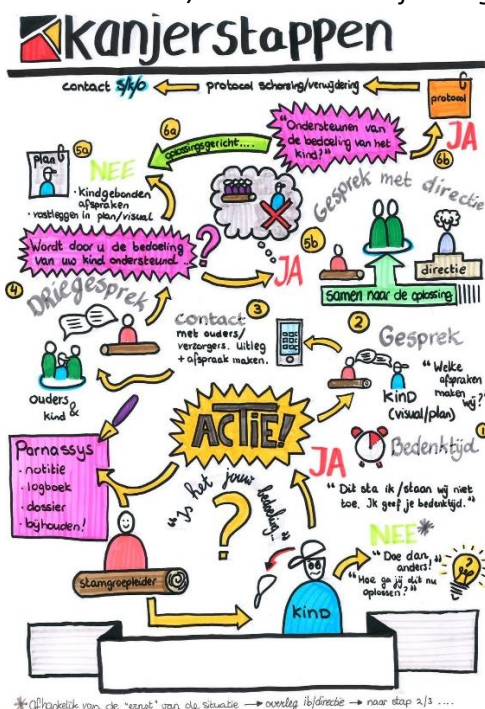 kanjerstappen
contact S/K/O
protocol schorsing/verwijdering
protocol
JA
6b
6a
oplossingsgericht....
"Ondersteunen van
de bedoeling van het
kind?"
5a
plan
NEE
· kindgebonden
afspraken
· vastleggen in plan/visual
Gesprek met directie
Wordt door u de bedoeling
van uw kind ondersteund...
?
5b
JA
directie
samen naar de oplossing
4
DRIEGESPREK
ouders
& kind
3
contact
met ouders/
verzorgers. Uitleg
+ afspraak maken.
2
Gesprek
"Welke
afspraken
maken
wij?"
KIND
(visual/plan)
ACTIE!
1
Bedenktijd
JA
"Dit sta ik/staan wij niet
toe. Ik geef je bedenktijd."
Parnassys
· notitie
· logboek
· dossier
· bijhouden!
"Is het jouw bedoeling..."
?
NEE*
"Doe dan
anders!"
"Hoe ga jij dit nu
oplossen?"
stamgroepleider
KIND
* Afhankelijk van de "ernst" van de situatie → overleg ib/directie → naar stap 2/3 ....